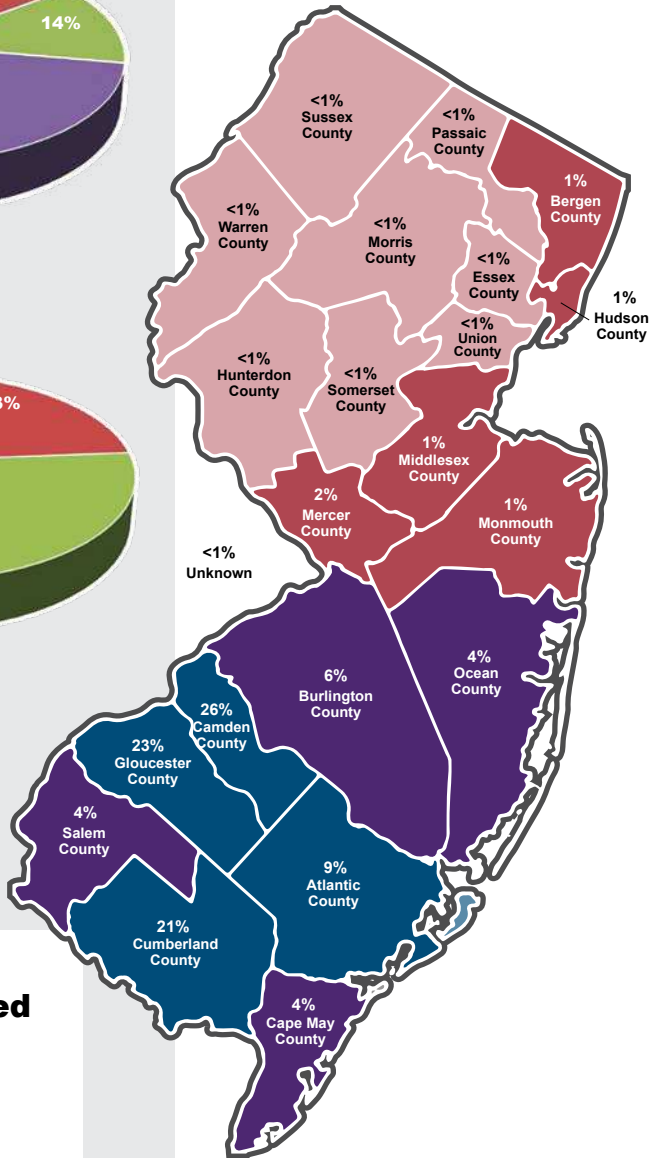 14%
<1%
Sussex
County
<1%
Passaic
County
1%
Bergen
County
<1%
Warren
County
<1%
Morris
County
<1%
Essex
County
1%
Hudson
County
<1%
Union
County
<1%
Hunterdon
County
<1%
Somerset
County
1%
Middlesex
County
2%
Mercer
County
1%
Monmouth
County
<1%
Unknown
4%
Ocean
County
6%
Burlington
County
26%
Camden
County
23%
Gloucester
County
4%
Salem
County
9%
Atlantic
County
21%
Cumberland
County
4%
Cape May
County